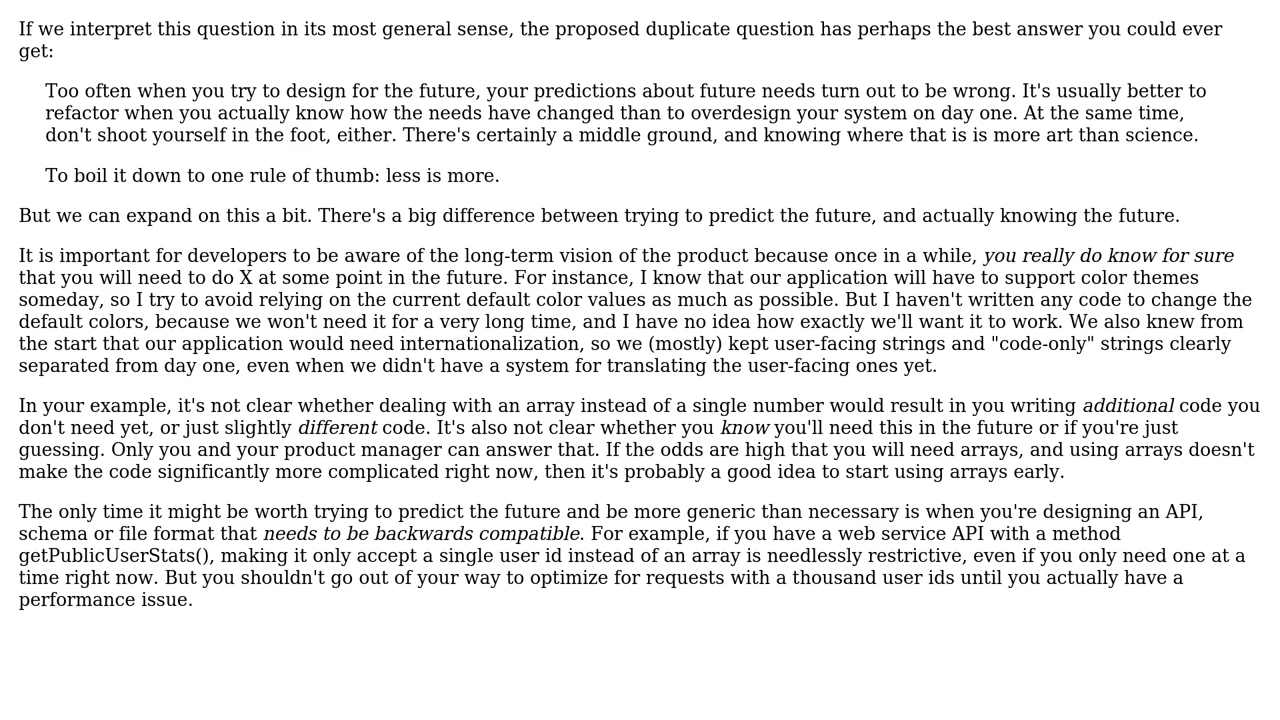 If we interpret this question in its most general sense, the proposed duplicate question has perhaps the best answer you could ever
get:
Too often when you try to design for the future, your predictions about future needs turn out to be wrong. It's usually better to
refactor when you actually know how the needs have changed than to overdesign your system on day one. At the same time,
don't shoot yourself in the foot, either. There's certainly a middle ground, and knowing where that is is more art than science.
To boil it down to one rule of thumb: less is more.
But we can expand on this a bit. There's a big difference between trying to predict the future, and actually knowing the future.
It is important for developers to be aware of the long-term vision of the product because once in a while, you really do know for sure
that you will need to do X at some point in the future. For instance, I know that our application will have to support color themes
someday, so I try to avoid relying on the current default color values as much as possible. But I haven't written any code to change the
default colors, because we won't need it for a very long time, and I have no idea how exactly we'll want it to work. We also knew from
the start that our application would need internationalization, so we (mostly) kept user-facing strings and "code-only" strings clearly
separated from day one, even when we didn't have a system for translating the user-facing ones yet.
In your example, it's not clear whether dealing with an array instead of a single number would result in you writing additional code you
don't need yet, or just slightly different code. It's also not clear whether you know you'll need this in the future or if you're just
guessing. Only you and your product manager can answer that. If the odds are high that you will need arrays, and using arrays doesn't
make the code significantly more complicated right now, then it's probably a good idea to start using arrays early.
The only time it might be worth trying to predict the future and be more generic than necessary is when you're designing an API,
schema or file format that needs to be backwards compatible. For example, if you have a web service API with a method
getPublicUserStats(), making it only accept a single user id instead of an array is needlessly restrictive, even if you only need one at a
time right now. But you shouldn't go out of your way to optimize for requests with a thousand user ids until you actually have a
performance issue.